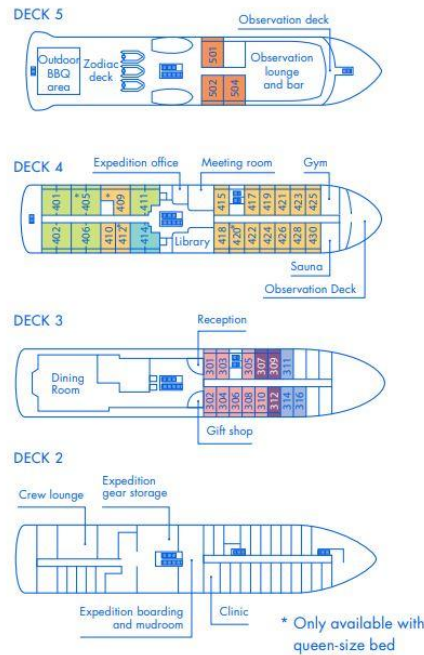 DECK 5
Observation deck
Outdoor
BBQ
area
Zodiac
deck
501
502 504
Observation
lounge
and bar
DECK 4
Expedition office
Meeting room
Gym
401 405* *409 411
415 417 419 421 423 425
402 406 410 412* 414
418 420* 422 424 426 428 430
Library
Sauna
Observation Deck
DECK 3
Reception
Dining
Room
301 303 305 307 309 311
302 304 306 308 310 312 314 316
Gift shop
DECK 2
Expedition
gear storage
Crew lounge
Expedition boarding
and mudroom
Clinic
* Only available with
queen-size bed